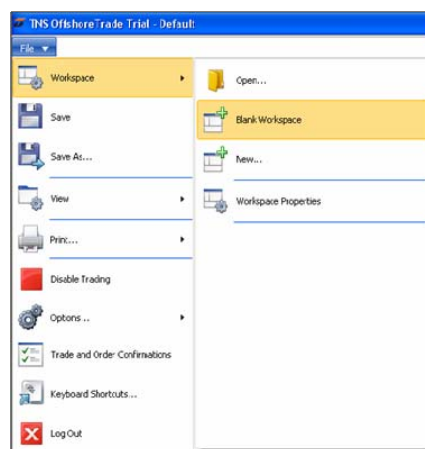 TNS OffshoreTrade Trial - Default
File
Workspace
Save
Save As...
View
Print...
Disable Trading
Options ..
Trade and Order Confirmations
Keyboard Shortcuts...
Log Out
Open...
Blank Workspace
New...
Workspace Properties